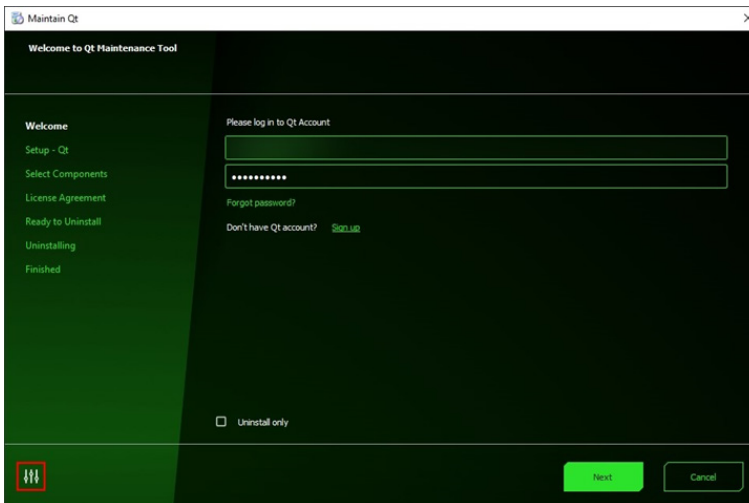 Maintain Qt
Welcome to Qt Maintenance Tool
Welcome
Setup - Qt
Select Components
License Agreement
Ready to Uninstall
Uninstalling
Finished
Please log in to Qt Account
••••••••••
Forgot password?
Don't have Qt account? Sign up
Uninstall only
Next
Cancel